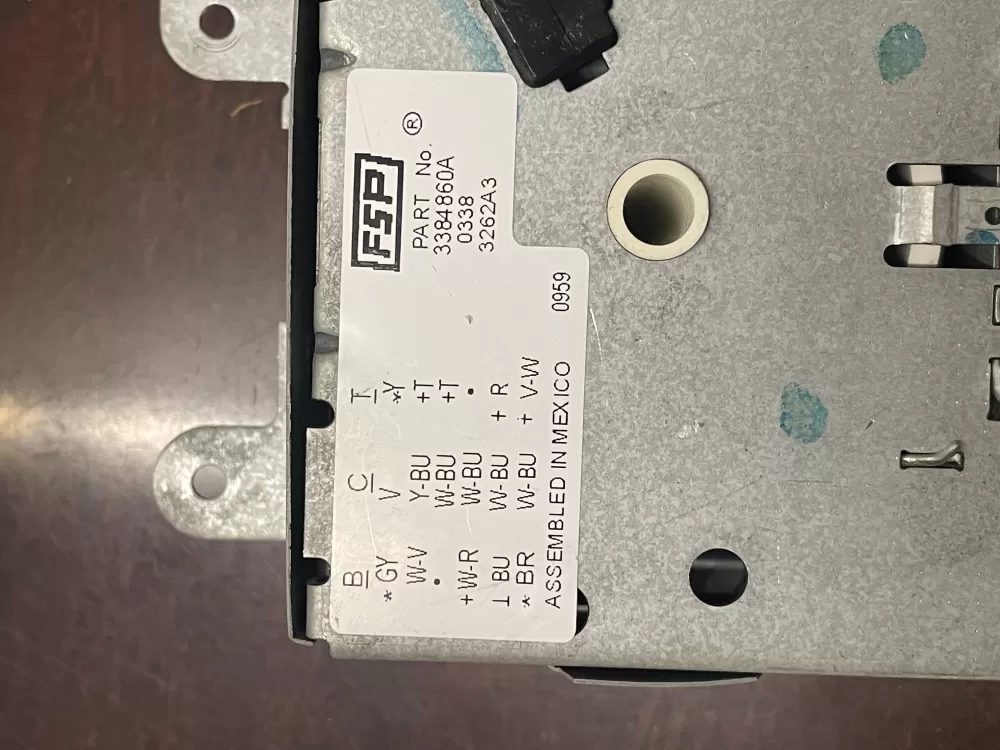 B C T
* GY V *Y
W-V Y-BU +T
• W-BU +T
+W-R W-BU •
⊥ BU W-BU + R
* BR W-BU + V-W
ASSEMBLED IN MEXICO 0959
FSP ®
PART No.
3384860A
0338
3262A3